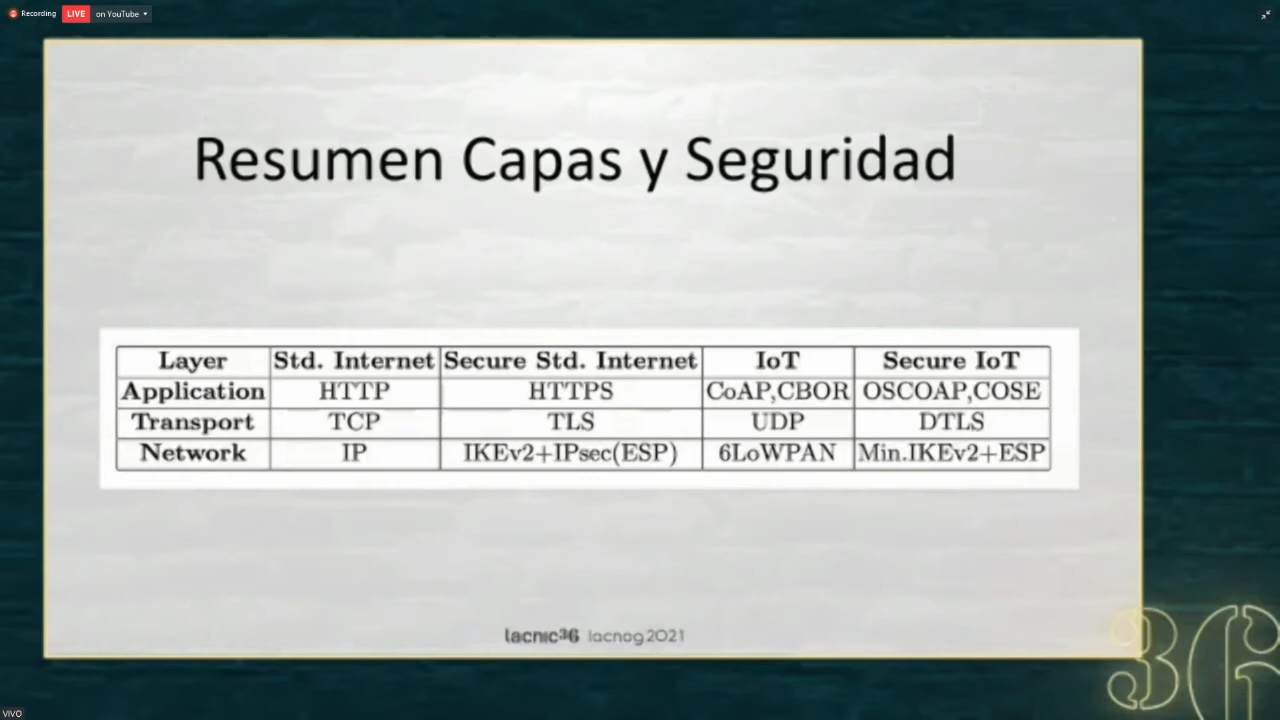 Recording LIVE on YouTube
Resumen Capas y Seguridad
Layer Std. Internet Secure Std. Internet IoT Secure IoT
Application HTTP HTTPS CoAP,CBOR OSCOAP,COSE
Transport TCP TLS UDP DTLS
Network IP IKEv2+IPsec(ESP) 6LoWPAN Min.IKEv2+ESP
lacnic36 lacnog2021
36
VIVO